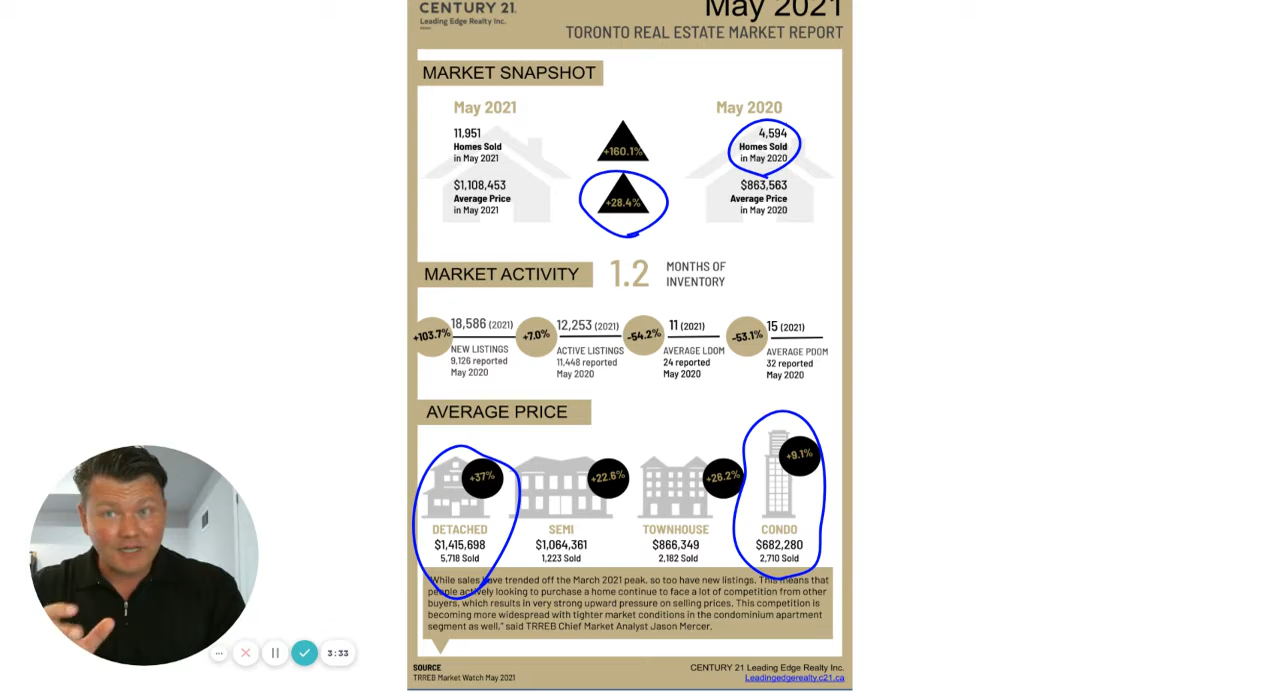 CENTURY 21.
Leading Edge Realty Inc.
May 2021
TORONTO REAL ESTATE MARKET REPORT
MARKET SNAPSHOT
May 2021
May 2020
11,951
Homes Sold
in May 2021
+160.1%
4,594
Homes Sold
in May 2020
$1,108,453
Average Price
in May 2021
+28.4%
$863,563
Average Price
in May 2020
MARKET ACTIVITY
1.2
MONTHS OF
INVENTORY
+103.7%
18,586 (2021)
NEW LISTINGS
9,126 reported
May 2020
+7.0%
12,253 (2021)
ACTIVE LISTINGS
11,448 reported
May 2020
-54.2%
11 (2021)
AVERAGE LDOM
24 reported
May 2020
-53.1%
15 (2021)
AVERAGE PDOM
32 reported
May 2020
AVERAGE PRICE
+37%
DETACHED
$1,415,698
5,718 Sold
+22.6%
SEMI
$1,064,361
1,223 Sold
+26.2%
TOWNHOUSE
$866,349
2,182 Sold
+9.1%
CONDO
$682,280
2,710 Sold
"While sales have trended off the March 2021 peak, so too have new listings. This means that
people actively looking to purchase a home continue to face a lot of competition from other
buyers, which results in very strong upward pressure on selling prices. This competition is
becoming more widespread with tighter market conditions in the condominium apartment
segment as well," said TRREB Chief Market Analyst Jason Mercer.
SOURCE
TRREB Market Watch May 2021
CENTURY 21 Leading Edge Realty Inc.
Leadingedgerealty.c21.ca
3:33